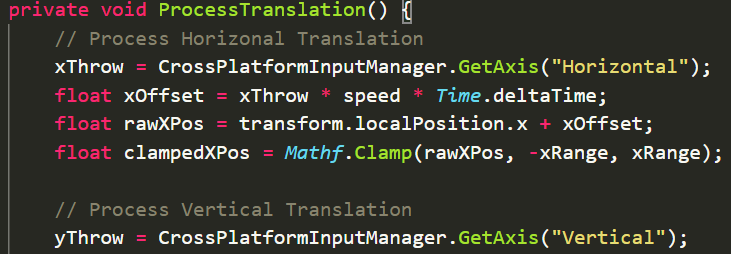 private void ProcessTranslation() {
// Process Horizonal Translation
xThrow = CrossPlatformInputManager.GetAxis("Horizontal");
float xOffset = xThrow * speed * Time.deltaTime;
float rawXPos = transform.localPosition.x + xOffset;
float clampedXPos = Mathf.Clamp(rawXPos, -xRange, xRange);
// Process Vertical Translation
yThrow = CrossPlatformInputManager.GetAxis("Vertical");